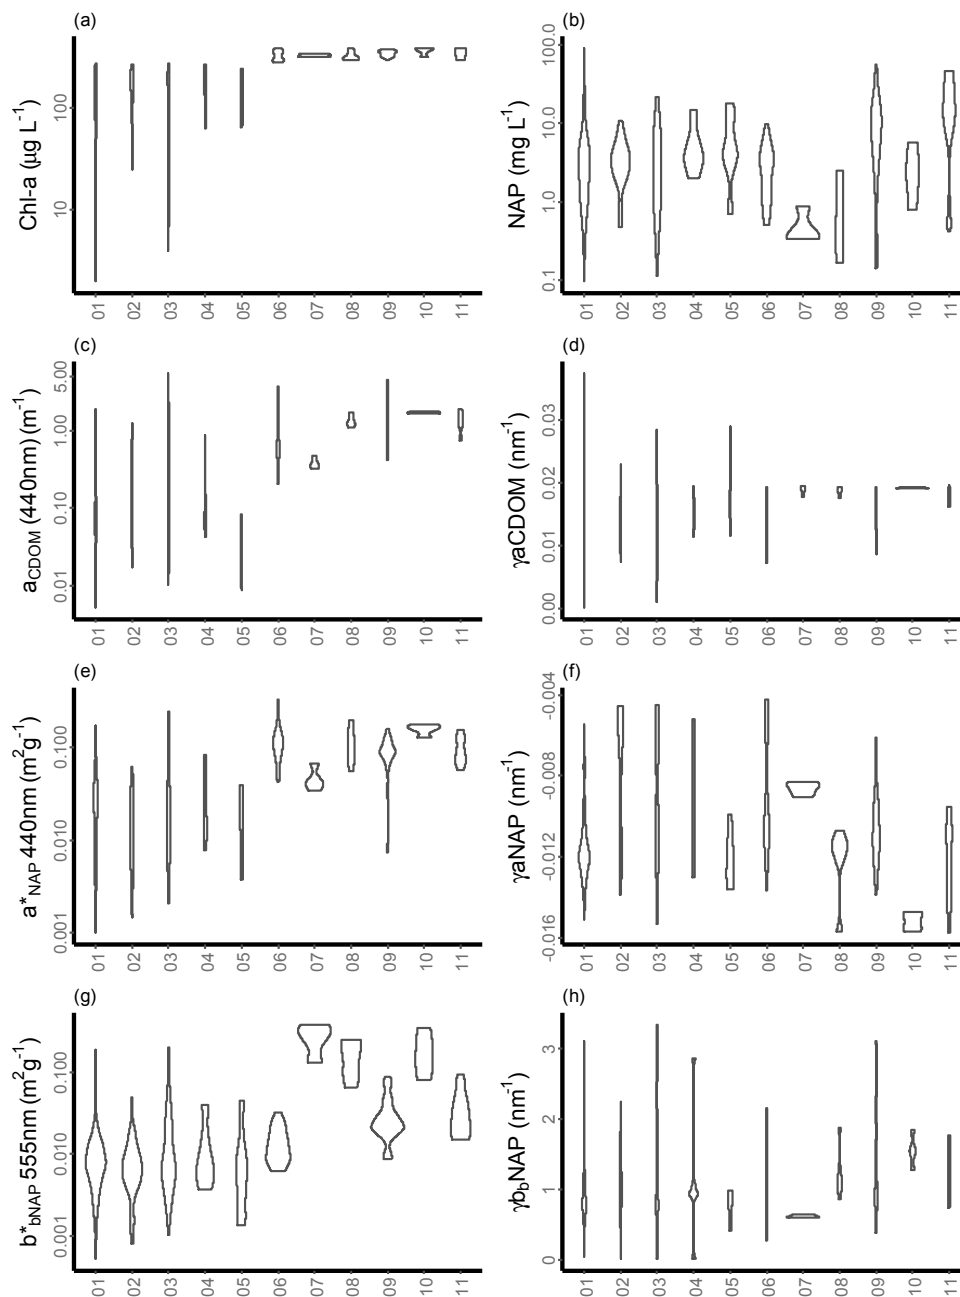 (a)
Chl-a (µg L⁻¹)
100
10
01 02 03 04 05 06 07 08 09 10 11
(b)
NAP (mg L⁻¹)
100.0
10.0
1.0
0.1
01 02 03 04 05 06 07 08 09 10 11
(c)
a_CDOM (440nm) (m⁻¹)
5.00
1.00
0.10
0.01
01 02 03 04 05 06 07 08 09 10 11
(d)
γaCDOM (nm⁻¹)
0.03
0.02
0.01
0.00
01 02 03 04 05 06 07 08 09 10 11
(e)
a*_NAP 440nm (m²g⁻¹)
0.100
0.010
0.001
01 02 03 04 05 06 07 08 09 10 11
(f)
γaNAP (nm⁻¹)
-0.004
-0.008
-0.012
-0.016
01 02 03 04 05 06 07 08 09 10 11
(g)
b*_bNAP 555nm (m²g⁻¹)
0.100
0.010
0.001
01 02 03 04 05 06 07 08 09 10 11
(h)
γb_bNAP (nm⁻¹)
3
2
1
0
01 02 03 04 05 06 07 08 09 10 11